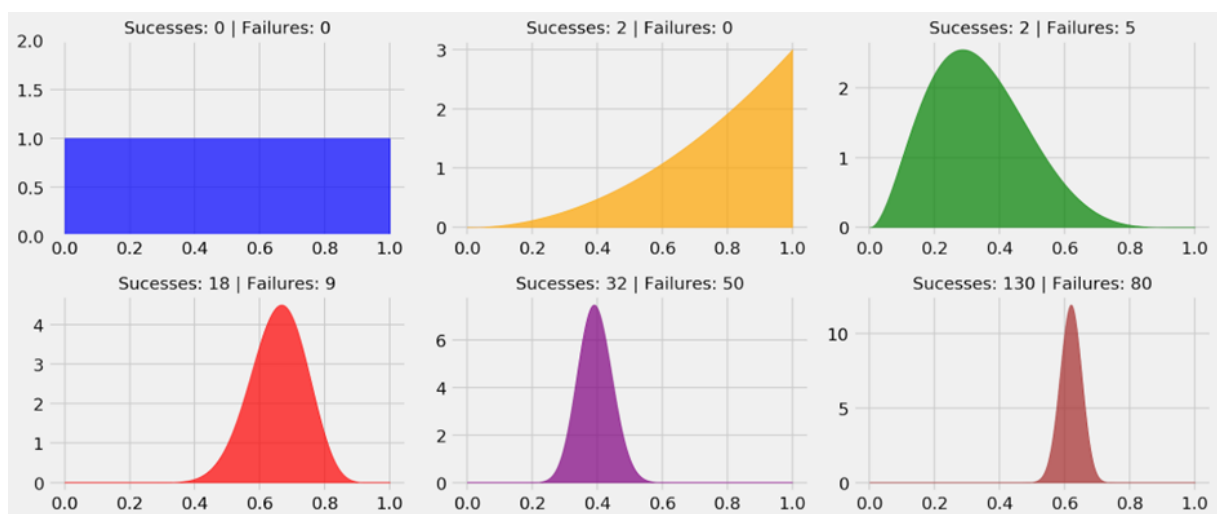 Sucesses: 0 | Failures: 0
2.0
1.5
1.0
0.5
0.0
0.0 0.2 0.4 0.6 0.8 1.0
Sucesses: 2 | Failures: 0
3
2
1
0
0.0 0.2 0.4 0.6 0.8 1.0
Sucesses: 2 | Failures: 5
2
1
0
0.0 0.2 0.4 0.6 0.8 1.0
Sucesses: 18 | Failures: 9
4
3
2
1
0
0.0 0.2 0.4 0.6 0.8 1.0
Sucesses: 32 | Failures: 50
6
4
2
0
0.0 0.2 0.4 0.6 0.8 1.0
Sucesses: 130 | Failures: 80
10
5
0
0.0 0.2 0.4 0.6 0.8 1.0